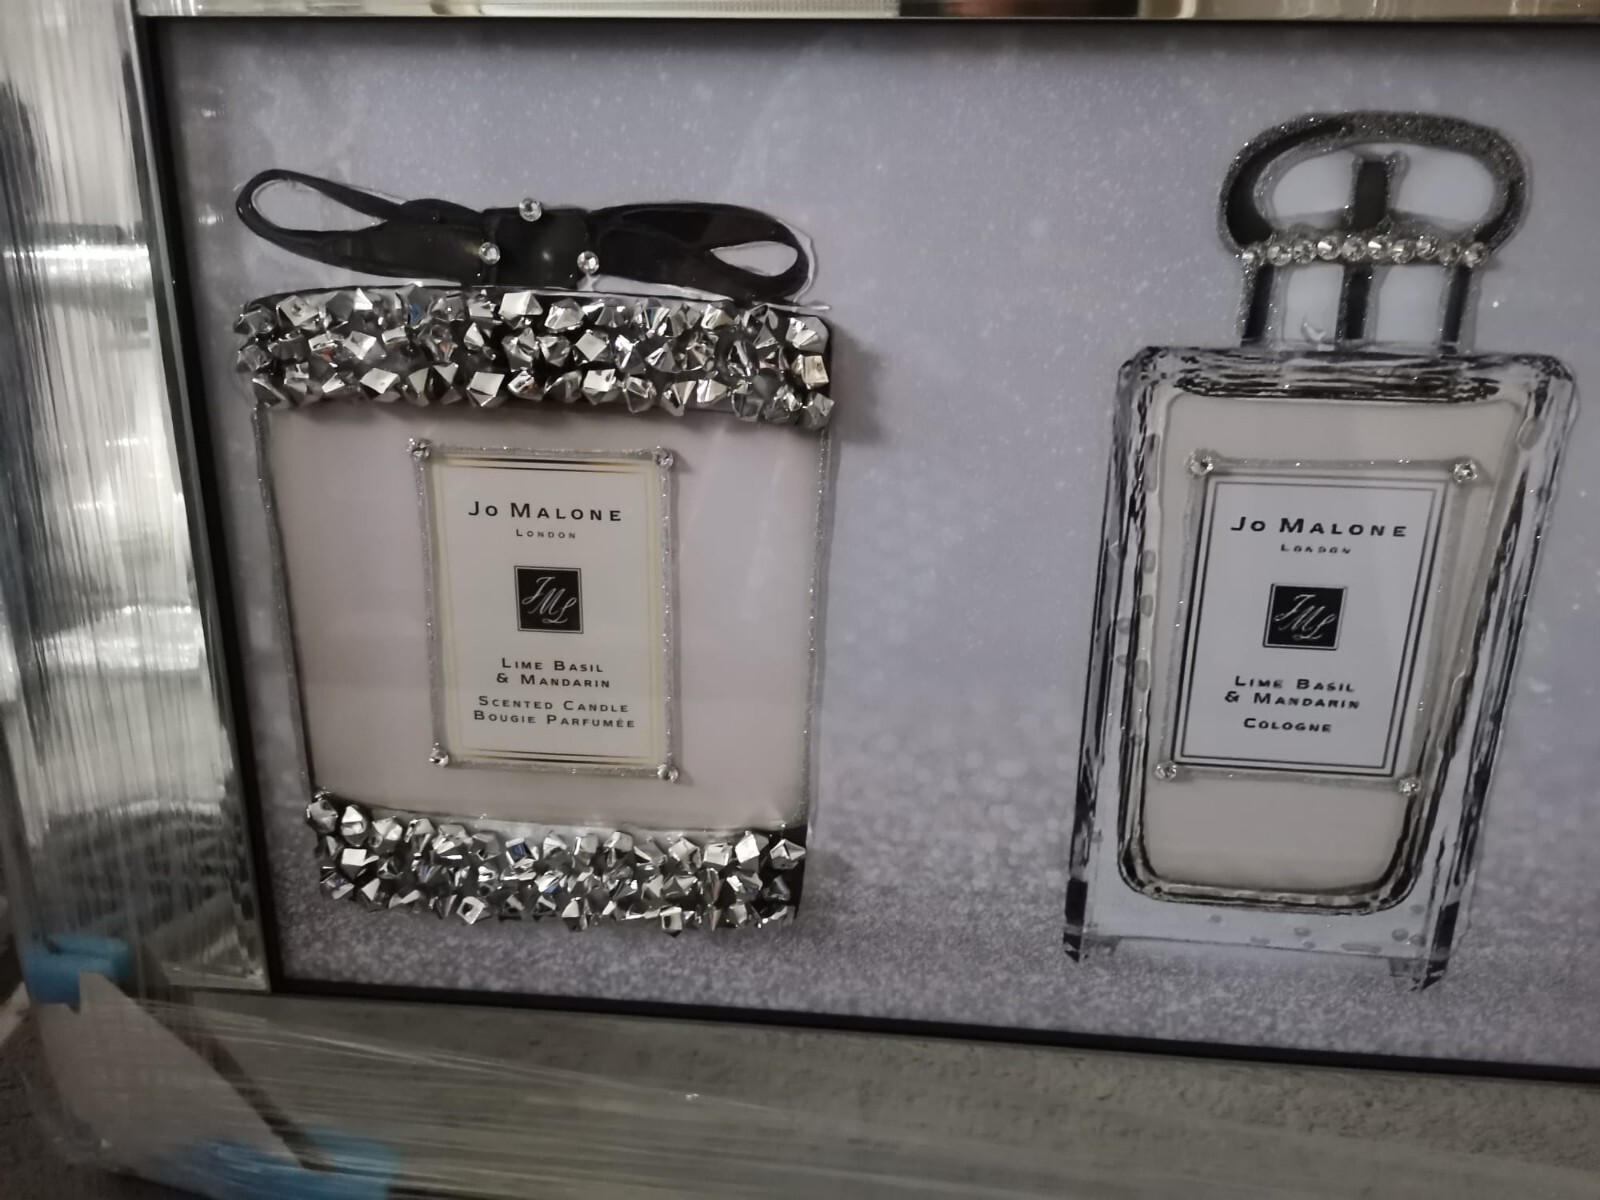 Jo Malone
London
JML
Lime Basil
& Mandarin
Scented Candle
Bougie Parfumée
Jo Malone
London
JML
Lime Basil
& Mandarin
Cologne